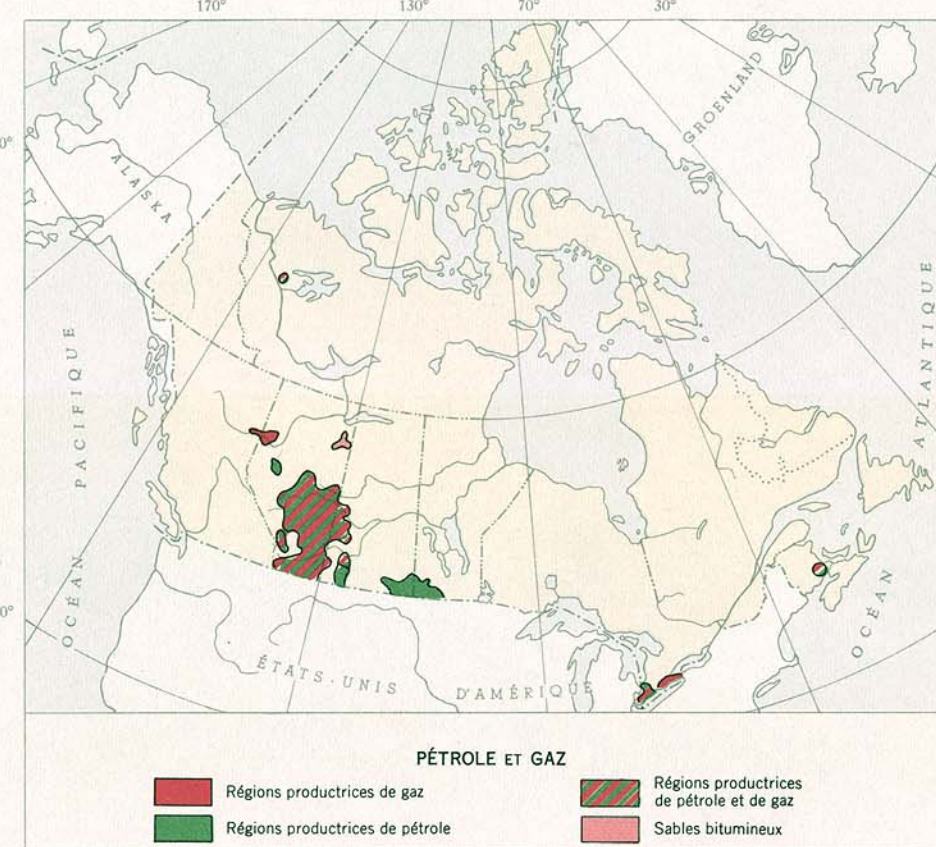 170° 130° 70° 30°
GROENLAND
ALASKA
OCÉAN PACIFIQUE
OCÉAN ATLANTIQUE
ÉTATS-UNIS D'AMÉRIQUE
PÉTROLE ET GAZ
Régions productrices de gaz
Régions productrices de pétrole
Régions productrices
de pétrole et de gaz
Sables bitumineux